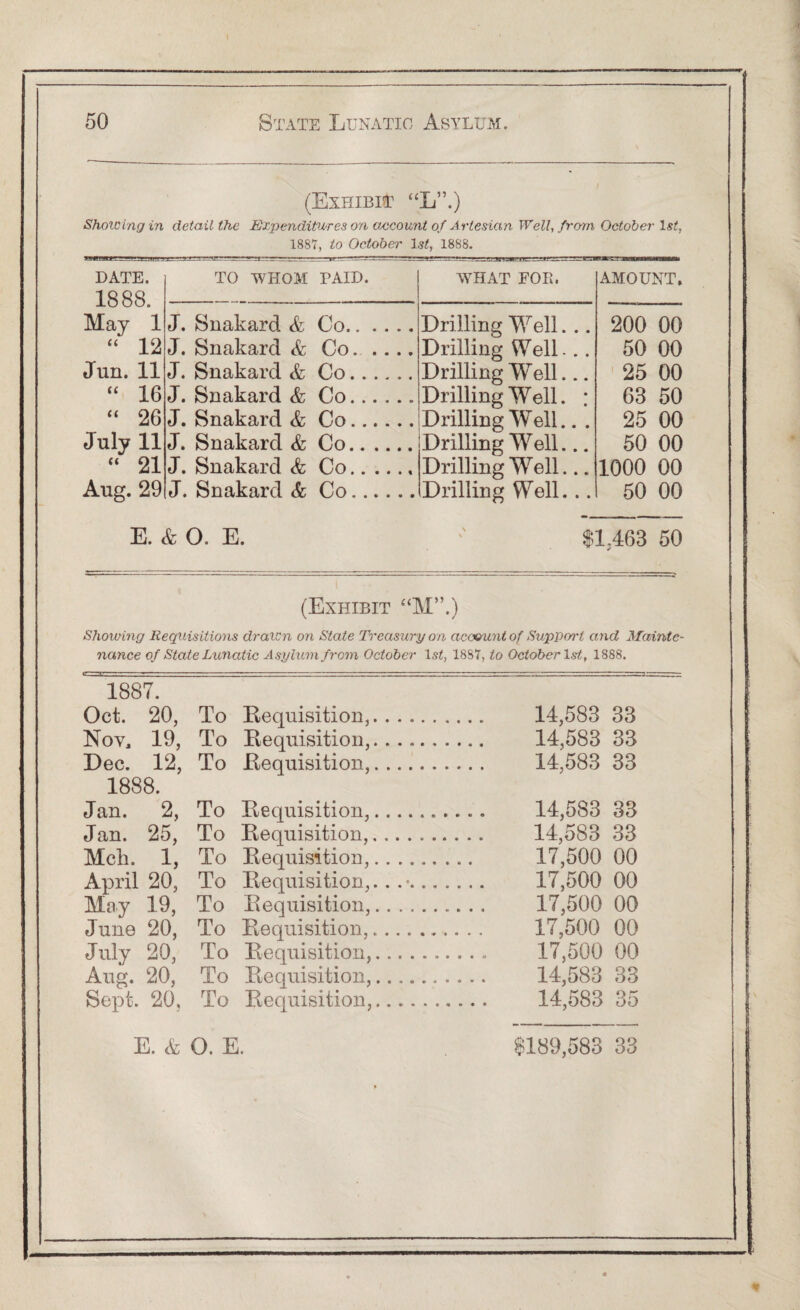 50 STATE LUNATIC ASYLUM.
(EXHIBIT “L”.)
Showing in detail the Expenditures on account of Artesian Well, from October 1st,
1887, to October 1st, 1888.
DATE. TO WHOM PAID. WHAT FOR. AMOUNT.
1888.
May 1 J. Snakard & Co....... Drilling Well... 200 00
“ 12 J. Snakard & Co...... Drilling Well... 50 00
Jun. 11 J. Snakard & Co...... Drilling Well... 25 00
“ 16 J. Snakard & Co...... Drilling Well. : 63 50
“ 26 J. Snakard & Co...... Drilling Well... 25 00
July 11 J. Snakard & Co...... Drilling Well... 50 00
“ 21 J. Snakard & Co...... Drilling Well... 1000 00
Aug. 29 J. Snakard & Co...... Drilling Well... 50 00
E. & O. E. $1,463 50
(EXHIBIT “M”.)
Showing Requisitions drawn on State Treasury on account of Support and Mainte-
nance of State Lunatic Asylum from October 1st, 1887, to October 1st, 1888.
1887.
Oct. 20, To Requisition,.......... 14,583 33
Nov. 19, To Requisition,.......... 14,583 33
Dec. 12, To Requisition,.......... 14,583 33
1888.
Jan. 2, To Requisition,.......... 14,583 33
Jan. 25, To Requisition,.......... 14,583 33
Mch. 1, To Requisition,.......... 17,500 00
April 20, To Requisition,.......... 17,500 00
May 19, To Requisition,.......... 17,500 00
June 20, To Requisition,.......... 17,500 00
July 20, To Requisition,.......... 17,500 00
Aug. 20, To Requisition,.......... 14,583 33
Sept. 20, To Requisition,.......... 14,583 35
E. & O. E. $189,583 33